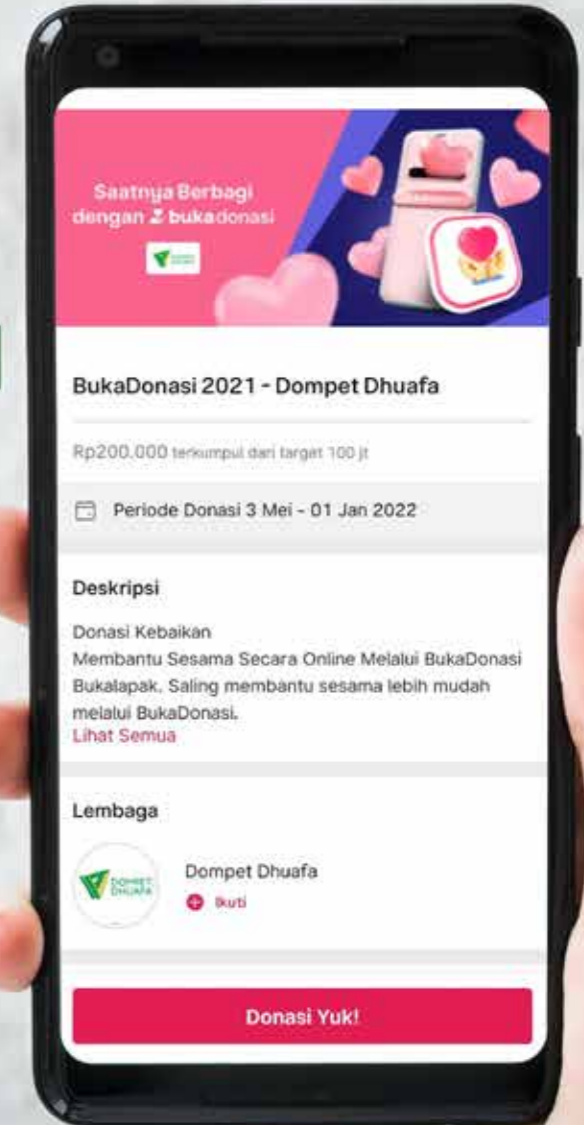 Saatnya Berbagi
dengan bukadonasi
BukaDonasi 2021 - Dompet Dhuafa
Rp200.000 terkumpul dari target 100 jt
Periode Donasi 3 Mei - 01 Jan 2022
Deskripsi
Donasi Kebaikan
Membantu Sesama Secara Online Melalui BukaDonasi
Bukalapak. Saling membantu sesama lebih mudah
melalui BukaDonasi.
Lihat Semua
Lembaga
DOMPET
DHUAFA
Dompet Dhuafa
Ikuti
Donasi Yuk!